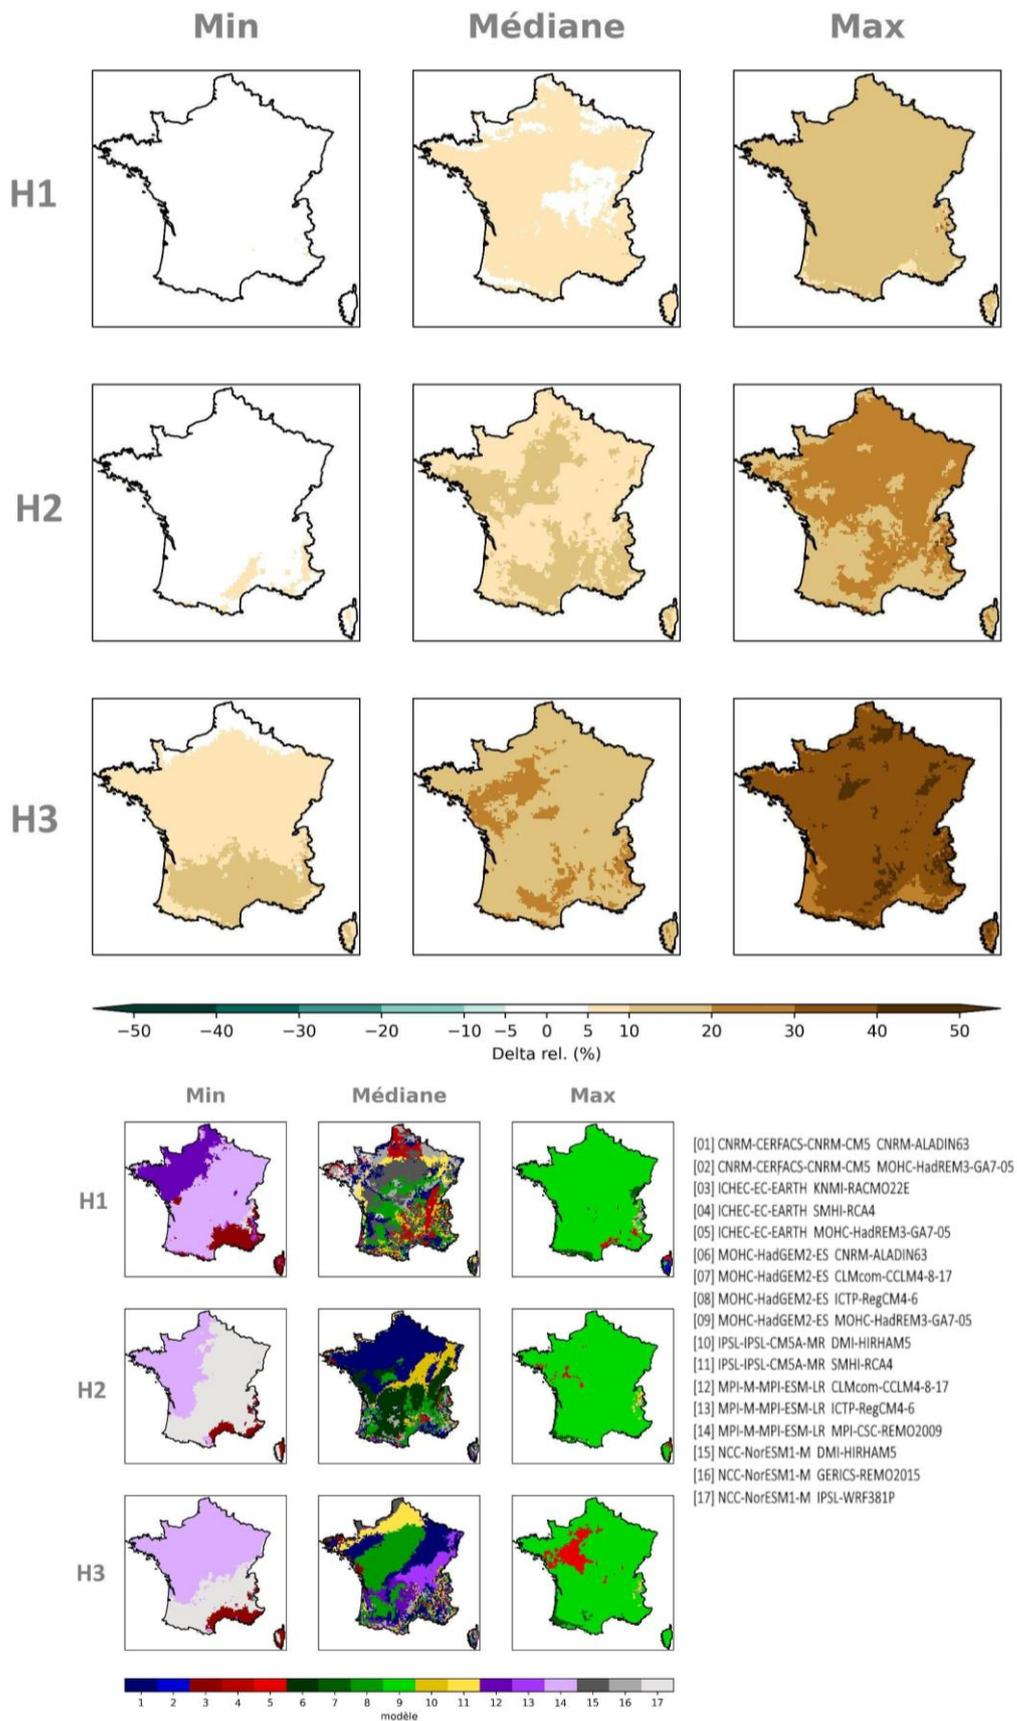 Min Médiane Max
H1
H2
H3
−50 −40 −30 −20 −10 −5 0 5 10 20 30 40 50
Delta rel. (%)
Min Médiane Max
H1
H2
H3
[01] CNRM-CERFACS-CNRM-CM5 CNRM-ALADIN63
[02] CNRM-CERFACS-CNRM-CM5 MOHC-HadREM3-GA7-05
[03] ICHEC-EC-EARTH KNMI-RACMO22E
[04] ICHEC-EC-EARTH SMHI-RCA4
[05] ICHEC-EC-EARTH MOHC-HadREM3-GA7-05
[06] MOHC-HadGEM2-ES CNRM-ALADIN63
[07] MOHC-HadGEM2-ES CLMcom-CCLM4-8-17
[08] MOHC-HadGEM2-ES ICTP-RegCM4-6
[09] MOHC-HadGEM2-ES MOHC-HadREM3-GA7-05
[10] IPSL-IPSL-CM5A-MR DMI-HIRHAM5
[11] IPSL-IPSL-CM5A-MR SMHI-RCA4
[12] MPI-M-MPI-ESM-LR CLMcom-CCLM4-8-17
[13] MPI-M-MPI-ESM-LR ICTP-RegCM4-6
[14] MPI-M-MPI-ESM-LR MPI-CSC-REMO2009
[15] NCC-NorESM1-M DMI-HIRHAM5
[16] NCC-NorESM1-M GERICS-REMO2015
[17] NCC-NorESM1-M IPSL-WRF381P
1 2 3 4 5 6 7 8 9 10 11 12 13 14 15 16 17
modèle